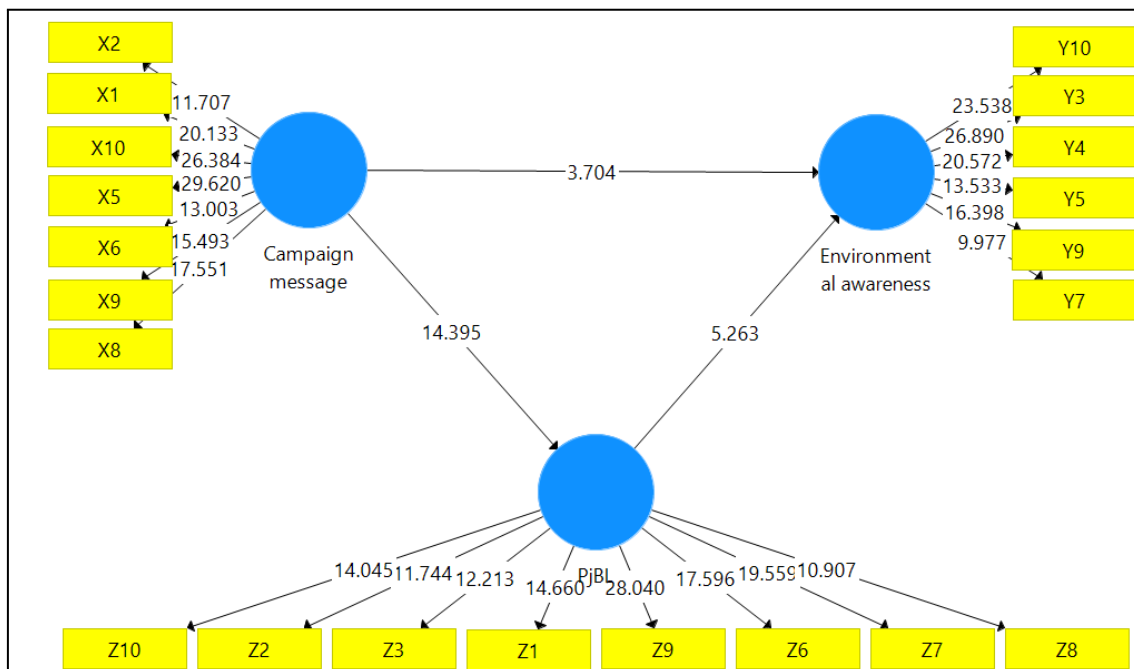 X2
X1
X10
X5
X6
X9
X8
11.707
20.133
26.384
29.620
13.003
15.493
17.551
Campaign
message
3.704
14.395
5.263
Environment
al awareness
23.538
26.890
20.572
13.533
16.398
9.977
Y10
Y3
Y4
Y5
Y9
Y7
PjBL
14.045
11.744
12.213
14.660
28.040
17.596
19.559
10.907
Z10
Z2
Z3
Z1
Z9
Z6
Z7
Z8